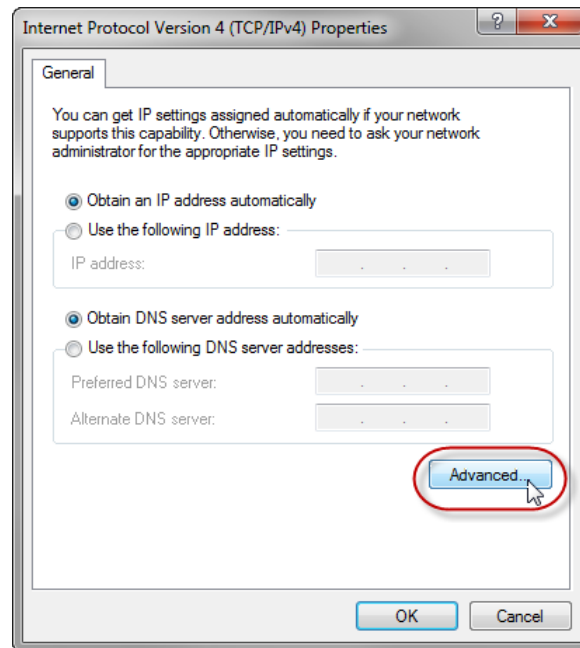 Internet Protocol Version 4 (TCP/IPv4) Properties
General
You can get IP settings assigned automatically if your network
supports this capability. Otherwise, you need to ask your network
administrator for the appropriate IP settings.
Obtain an IP address automatically
Use the following IP address:
IP address:
Obtain DNS server address automatically
Use the following DNS server addresses:
Preferred DNS server:
Alternate DNS server:
Advanced...
OK
Cancel